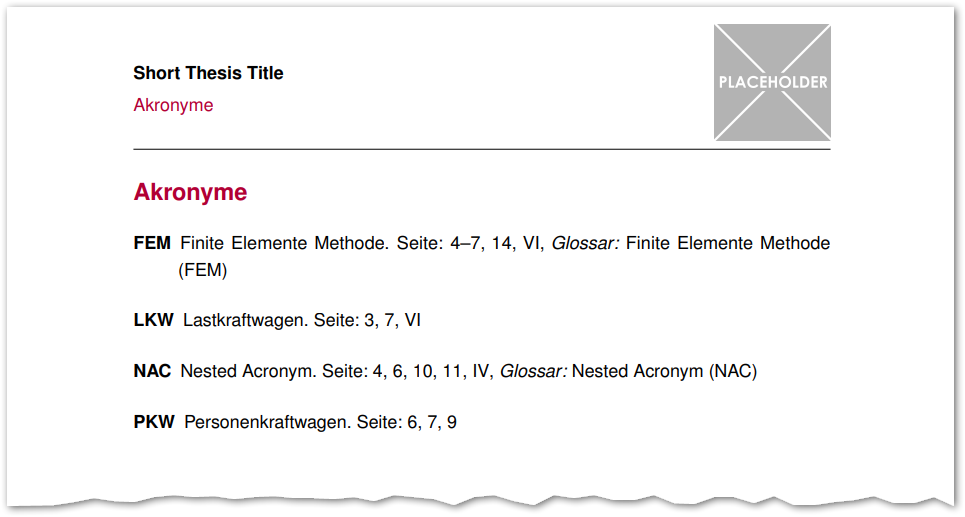 Short Thesis Title
PLACEHOLDER
Akronyme
Akronyme
FEM Finite Elemente Methode. Seite: 4–7, 14, VI, Glossar: Finite Elemente Methode
(FEM)
LKW Lastkraftwagen. Seite: 3, 7, VI
NAC Nested Acronym. Seite: 4, 6, 10, 11, IV, Glossar: Nested Acronym (NAC)
PKW Personenkraftwagen. Seite: 6, 7, 9